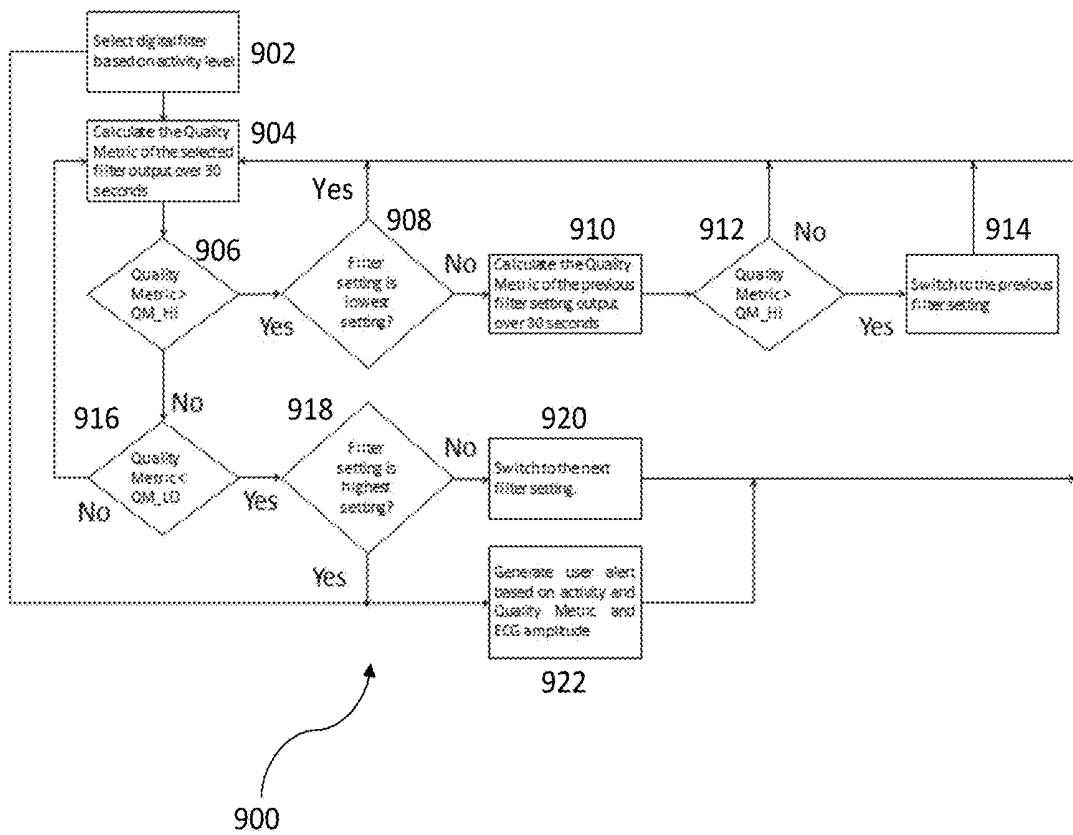 Select digital filter
based on activity level
902
Calculate the Quality
Metric of the selected
filter output over 30
seconds
904
Yes
906
908
910
912
No
914
Quality
Metric>
QM_HI
Yes
Filter
setting is
lowest
setting?
No
Calculate the Quality
Metric of the previous
filter setting output
over 30 seconds
Quality
Metric>
QM_HI
Yes
Switch to the previous
filter setting
No
916
918
920
Quality
Metric<
QM_LO
No
Yes
Filter
setting is
highest
setting?
No
Switch to the next
filter setting.
Yes
Generate user alert
based on activity and
Quality Metric and
ECG amplitude
922
900